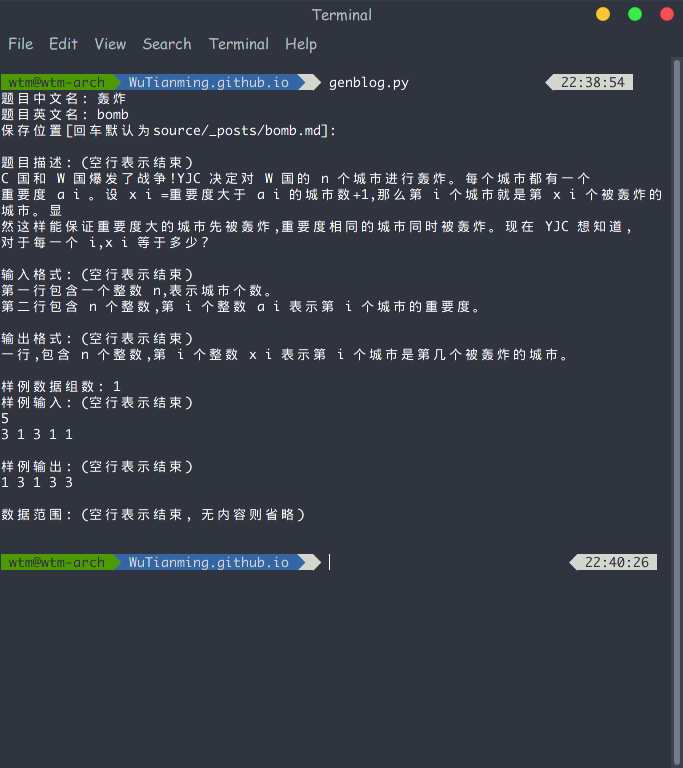 Terminal
File Edit View Search Terminal Help
wtm@wtm-arch WuTianming.github.io genblog.py 22:38:54
题目中文名: 轰炸
题目英文名: bomb
保存位置[回车默认为source/_posts/bomb.md]:
题目描述: (空行表示结束)
C 国和 W 国爆发了战争!YJC 决定对 W 国的 n 个城市进行轰炸。每个城市都有一个
重要度 a i 。设 x i =重要度大于 a i 的城市数+1,那么第 i 个城市就是第 x i 个被轰炸的
城市。显
然这样能保证重要度大的城市先被轰炸,重要度相同的城市同时被轰炸。现在 YJC 想知道,
对于每一个 i,x i 等于多少?
输入格式: (空行表示结束)
第一行包含一个整数 n,表示城市个数。
第二行包含 n 个整数,第 i 个整数 a i 表示第 i 个城市的重要度。
输出格式: (空行表示结束)
一行,包含 n 个整数,第 i 个整数 x i 表示第 i 个城市是第几个被轰炸的城市。
样例数据组数: 1
样例输入: (空行表示结束)
5
3 1 3 1 1
样例输出: (空行表示结束)
1 3 1 3 3
数据范围: (空行表示结束, 无内容则省略)
wtm@wtm-arch WuTianming.github.io 22:40:26